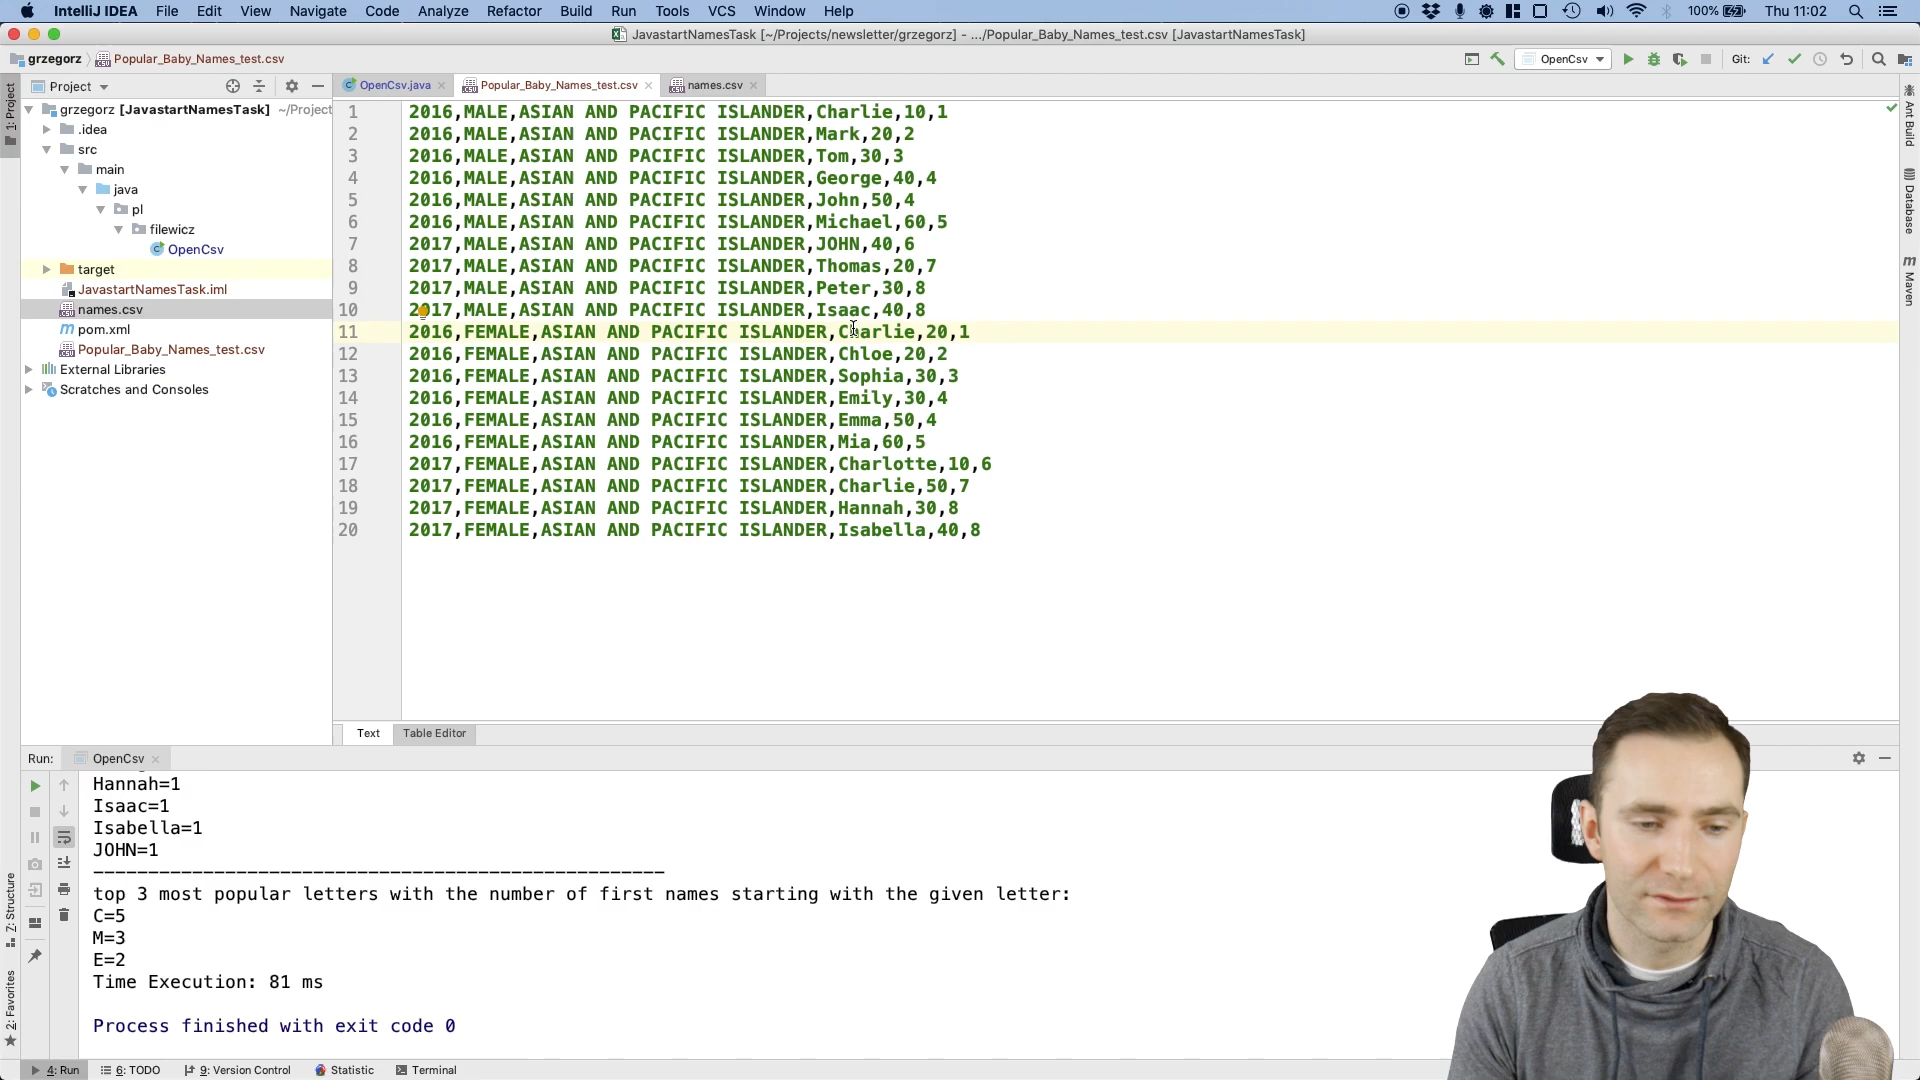 IntelliJ IDEA File Edit View Navigate Code Analyze Refactor Build Run Tools VCS Window Help 100% Thu 11:02
JavastartNamesTask [~/Projects/newsletter/grzegorz] - .../Popular_Baby_Names_test.csv [JavastartNamesTask]
grzegorz Popular_Baby_Names_test.csv OpenCsv Git:
Project OpenCsv.java Popular_Baby_Names_test.csv names.csv
1: Project
grzegorz [JavastartNamesTask] ~/Project
.idea
src
main
java
pl
filewicz
OpenCsv
target
JavastartNamesTask.iml
names.csv
pom.xml
Popular_Baby_Names_test.csv
External Libraries
Scratches and Consoles
1 2016,MALE,ASIAN AND PACIFIC ISLANDER,Charlie,10,1
2 2016,MALE,ASIAN AND PACIFIC ISLANDER,Mark,20,2
3 2016,MALE,ASIAN AND PACIFIC ISLANDER,Tom,30,3
4 2016,MALE,ASIAN AND PACIFIC ISLANDER,George,40,4
5 2016,MALE,ASIAN AND PACIFIC ISLANDER,John,50,4
6 2016,MALE,ASIAN AND PACIFIC ISLANDER,Michael,60,5
7 2017,MALE,ASIAN AND PACIFIC ISLANDER,JOHN,40,6
8 2017,MALE,ASIAN AND PACIFIC ISLANDER,Thomas,20,7
9 2017,MALE,ASIAN AND PACIFIC ISLANDER,Peter,30,8
10 2017,MALE,ASIAN AND PACIFIC ISLANDER,Isaac,40,8
11 2016,FEMALE,ASIAN AND PACIFIC ISLANDER,Charlie,20,1
12 2016,FEMALE,ASIAN AND PACIFIC ISLANDER,Chloe,20,2
13 2016,FEMALE,ASIAN AND PACIFIC ISLANDER,Sophia,30,3
14 2016,FEMALE,ASIAN AND PACIFIC ISLANDER,Emily,30,4
15 2016,FEMALE,ASIAN AND PACIFIC ISLANDER,Emma,50,4
16 2016,FEMALE,ASIAN AND PACIFIC ISLANDER,Mia,60,5
17 2017,FEMALE,ASIAN AND PACIFIC ISLANDER,Charlotte,10,6
18 2017,FEMALE,ASIAN AND PACIFIC ISLANDER,Charlie,50,7
19 2017,FEMALE,ASIAN AND PACIFIC ISLANDER,Hannah,30,8
20 2017,FEMALE,ASIAN AND PACIFIC ISLANDER,Isabella,40,8
Ant Build
Database
Maven
Text Table Editor
Run: OpenCsv
Hannah=1
Isaac=1
Isabella=1
JOHN=1
----------------------------------------------------
top 3 most popular letters with the number of first names starting with the given letter:
C=5
M=3
E=2
Time Execution: 81 ms
Process finished with exit code 0
Z: Structure
2: Favorites
4: Run 6: TODO 9: Version Control Statistic Terminal